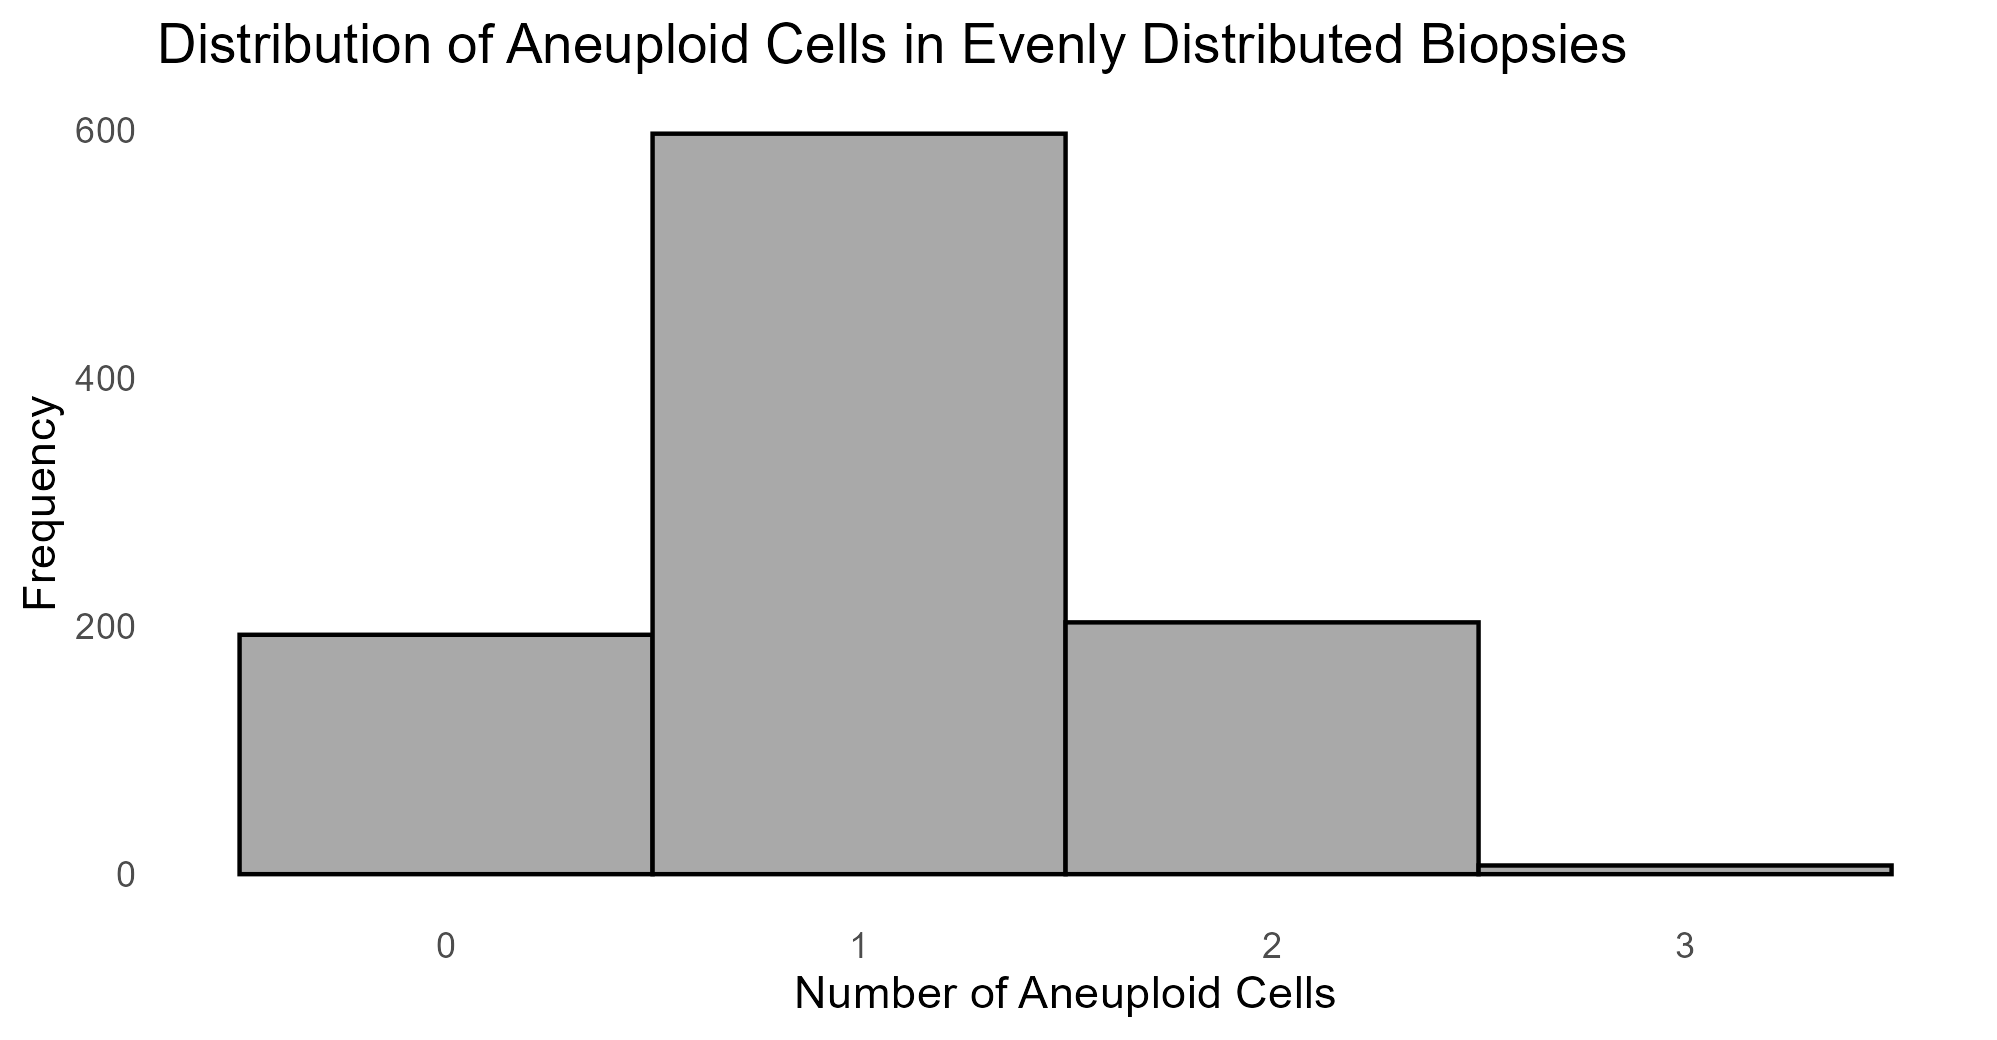 Distribution of Aneuploid Cells in Evenly Distributed Biopsies
600
400
200
0
Frequency
0 1 2 3
Number of Aneuploid Cells